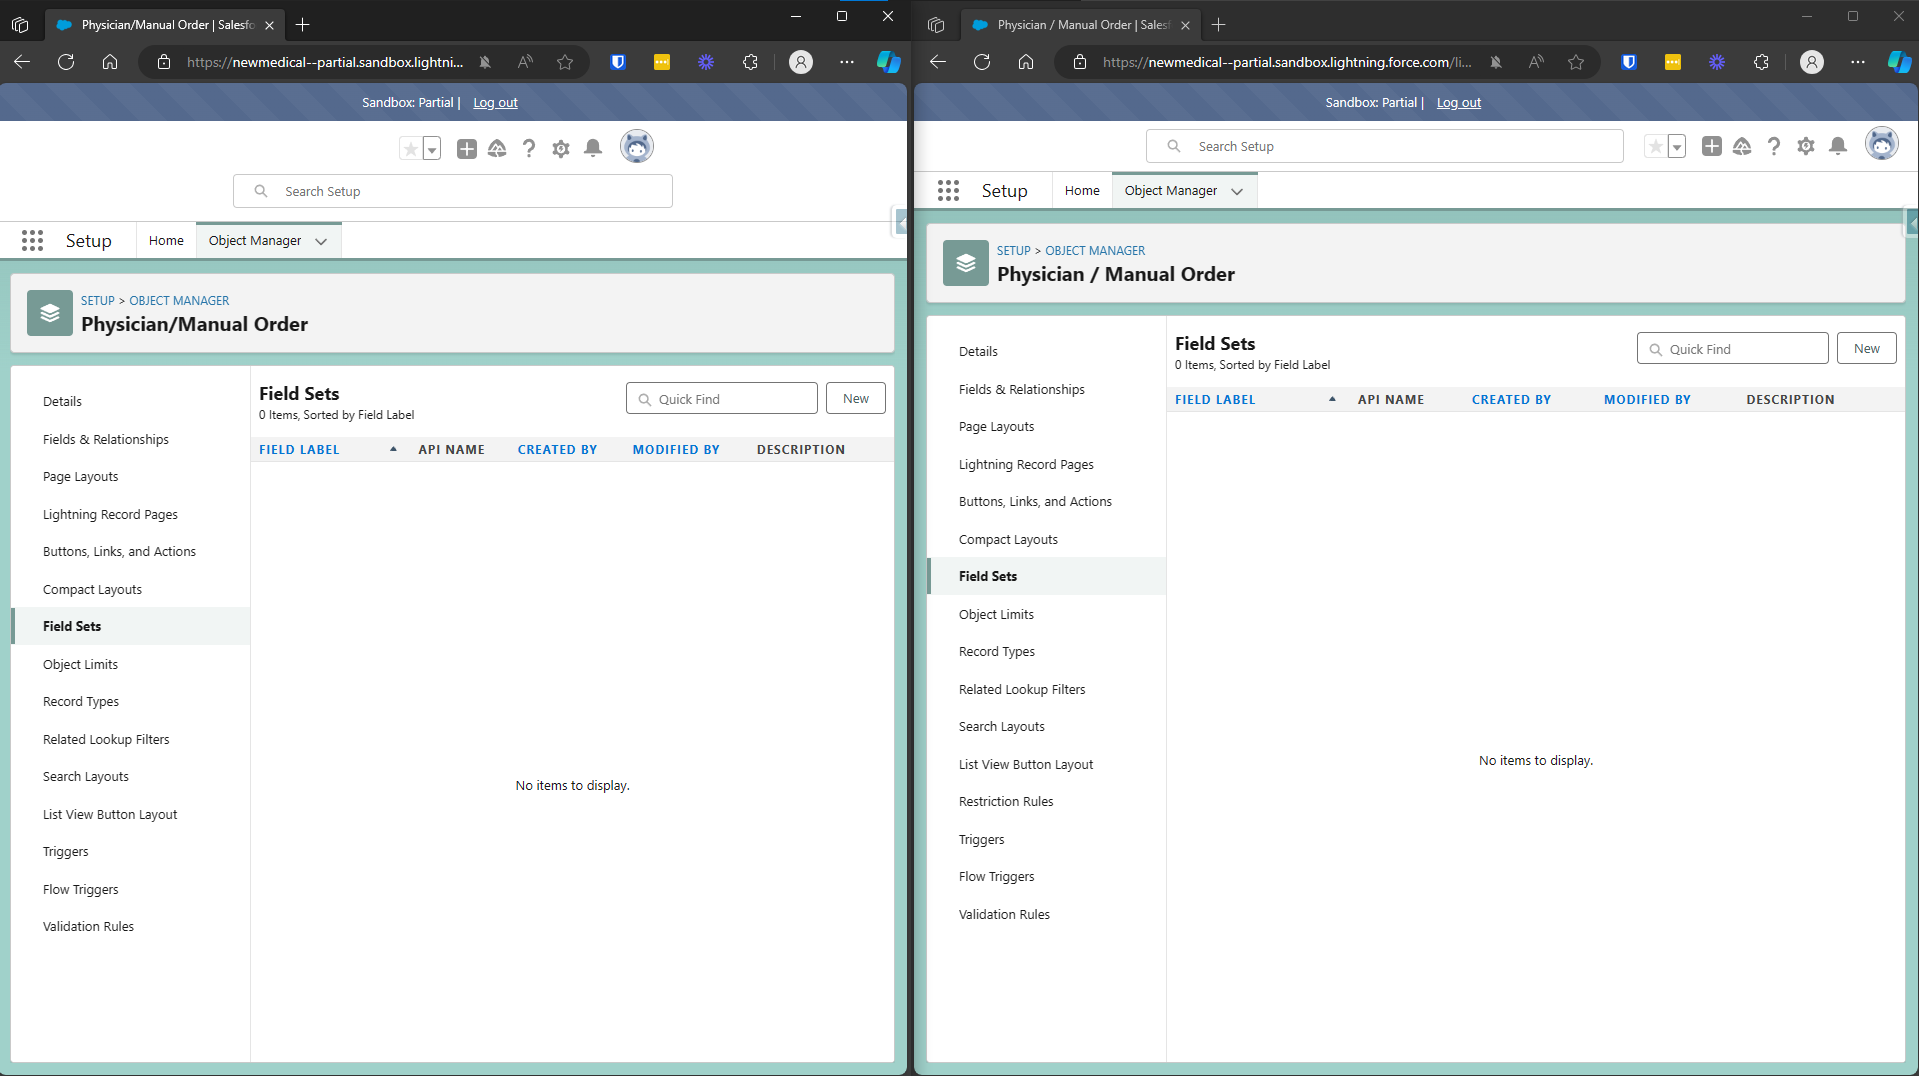 Physician/Manual Order | Salesfo
https://newmedical--partial.sandbox.lightni...
Sandbox: Partial |
Log out
Search Setup
Setup
Home
Object Manager
SETUP > OBJECT MANAGER
Physician/Manual Order
Details
Fields & Relationships
Page Layouts
Lightning Record Pages
Buttons, Links, and Actions
Compact Layouts
Field Sets
Object Limits
Record Types
Related Lookup Filters
Search Layouts
List View Button Layout
Triggers
Flow Triggers
Validation Rules
Field Sets
0 Items, Sorted by Field Label
Quick Find
New
FIELD LABEL
API NAME
CREATED BY
MODIFIED BY
DESCRIPTION
No items to display.
Physician / Manual Order | Salesf
https://newmedical--partial.sandbox.lightning.force.com/li...
Sandbox: Partial |
Log out
Search Setup
Setup
Home
Object Manager
SETUP > OBJECT MANAGER
Physician / Manual Order
Details
Fields & Relationships
Page Layouts
Lightning Record Pages
Buttons, Links, and Actions
Compact Layouts
Field Sets
Object Limits
Record Types
Related Lookup Filters
Search Layouts
List View Button Layout
Restriction Rules
Triggers
Flow Triggers
Validation Rules
Field Sets
0 Items, Sorted by Field Label
Quick Find
New
FIELD LABEL
API NAME
CREATED BY
MODIFIED BY
DESCRIPTION
No items to display.